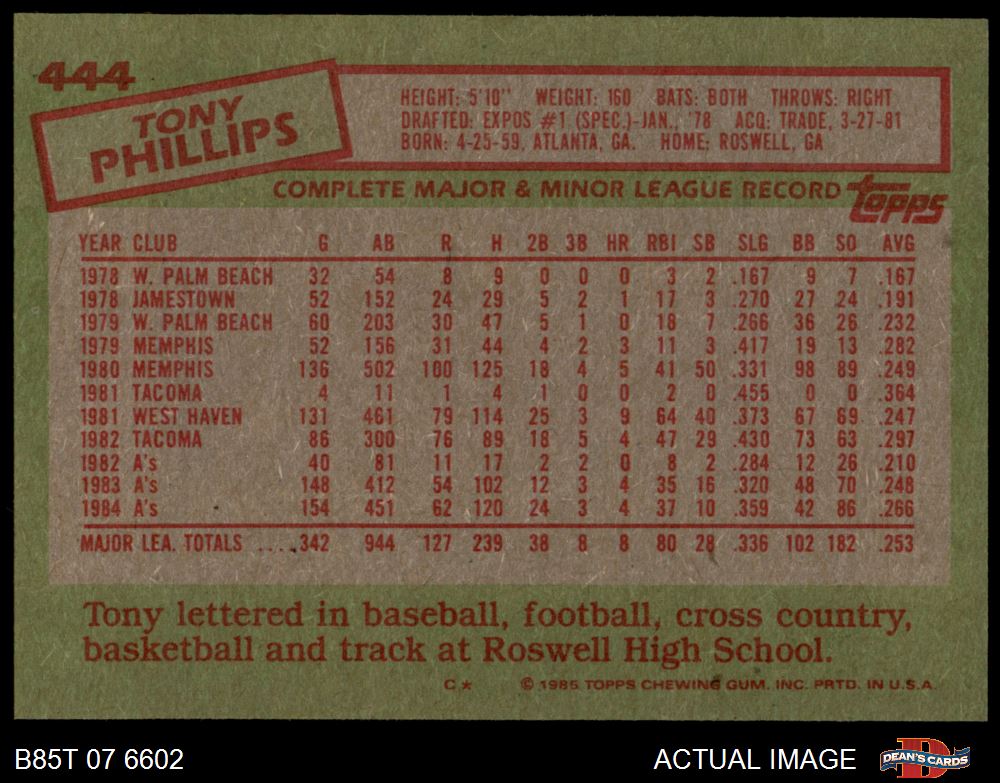 444
TONY
PHILLIPS
HEIGHT: 5'10" WEIGHT: 160 BATS: BOTH THROWS: RIGHT
DRAFTED: EXPOS #1 (SPEC.)-JAN., '78 ACQ: TRADE, 3-27-81
BORN: 4-25-59, ATLANTA, GA. HOME: ROSWELL, GA
COMPLETE MAJOR & MINOR LEAGUE RECORD topps
YEAR CLUB G AB R H 2B 3B HR RBI SB SLG BB SO AVG
1978 W. PALM BEACH 32 54 8 9 0 0 0 3 2 .167 9 7 .167
1978 JAMESTOWN 52 152 24 29 5 2 1 17 3 .270 27 24 .191
1979 W. PALM BEACH 60 203 30 47 5 1 0 18 7 .266 36 26 .232
1979 MEMPHIS 52 156 31 44 4 2 3 11 3 .417 19 13 .282
1980 MEMPHIS 136 502 100 125 18 4 5 41 50 .331 98 89 .249
1981 TACOMA 4 11 1 4 1 0 0 2 0 .455 0 0 .364
1981 WEST HAVEN 131 461 79 114 25 3 9 64 40 .373 67 69 .247
1982 TACOMA 86 300 76 89 18 5 4 47 29 .430 73 63 .297
1982 A's 40 81 11 17 2 2 0 8 2 .284 12 26 .210
1983 A's 148 412 54 102 12 3 4 35 16 .320 48 70 .248
1984 A's 154 451 62 120 24 3 4 37 10 .359 42 86 .266
MAJOR LEA. TOTALS ....342 944 127 239 38 8 8 80 28 .336 102 182 .253
Tony lettered in baseball, football, cross country,
basketball and track at Roswell High School.
C* © 1985 TOPPS CHEWING GUM. INC. PRTD. IN U.S.A.
B85T 07 6602 ACTUAL IMAGE D DEAN'S CARDS